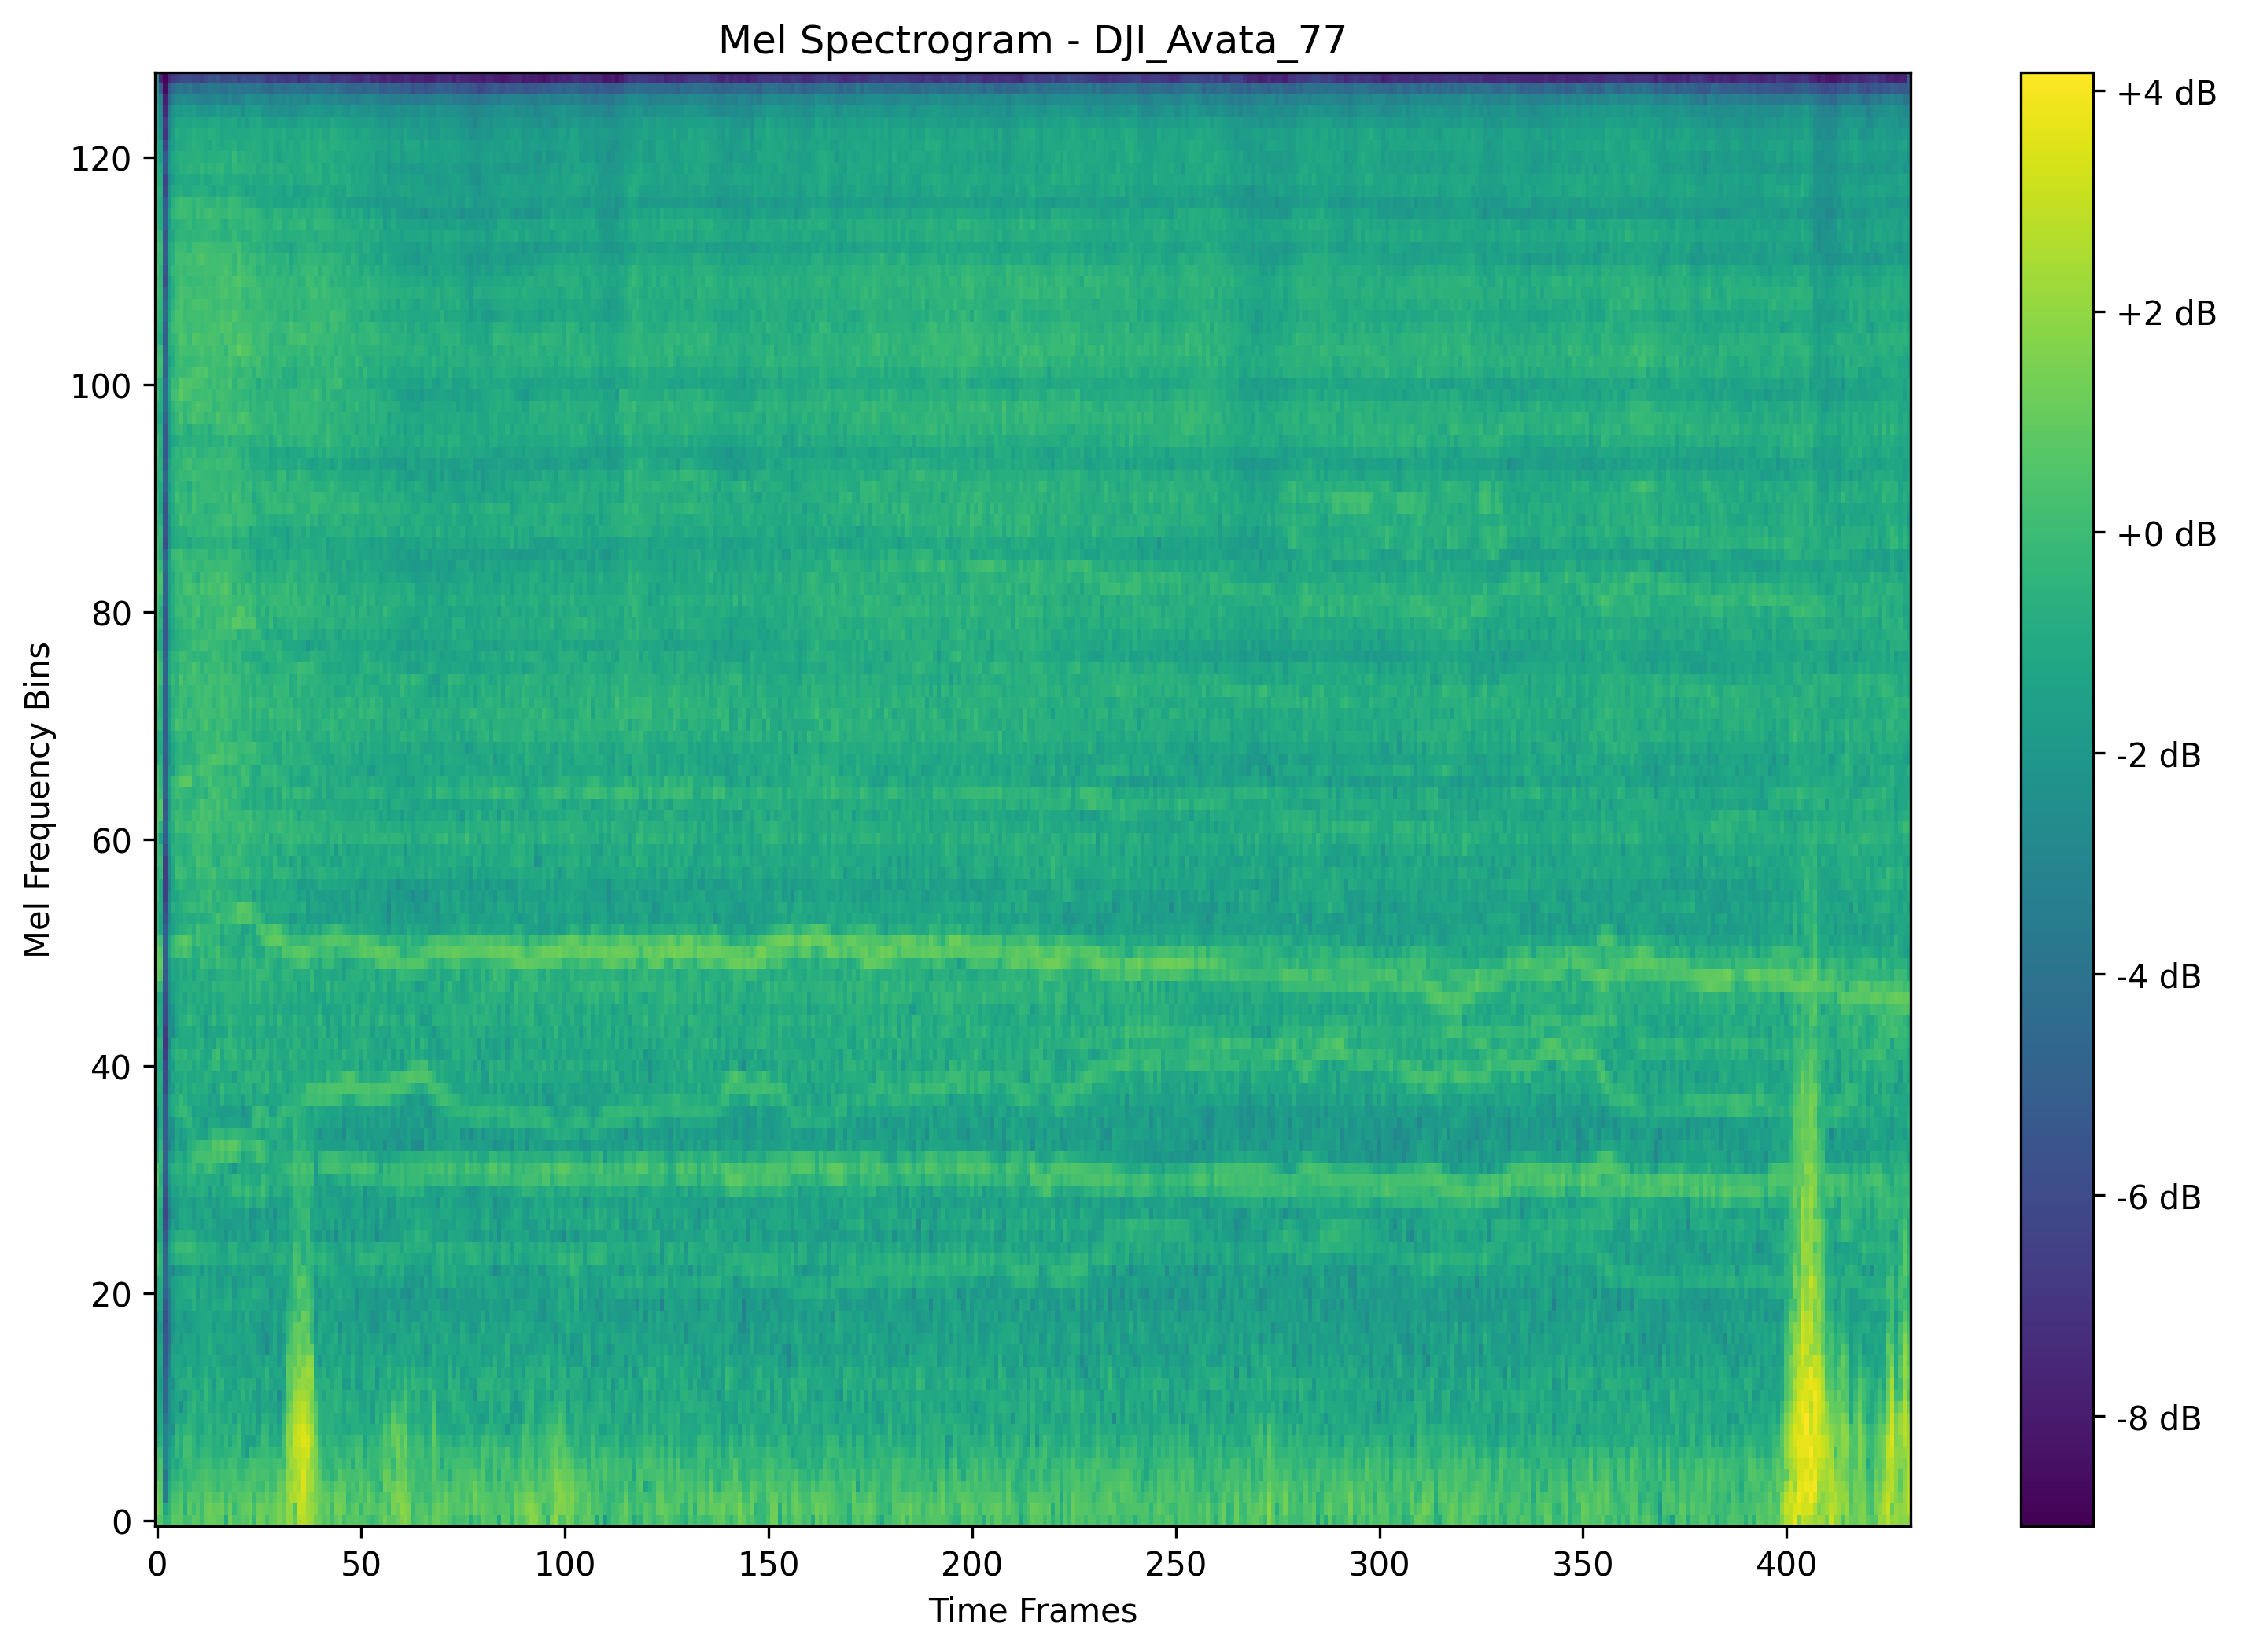 Mel Spectrogram - DJI_Avata_77
Mel Frequency Bins
120
100
80
60
40
20
0
0 50 100 150 200 250 300 350 400
Time Frames
+4 dB
+2 dB
+0 dB
-2 dB
-4 dB
-6 dB
-8 dB